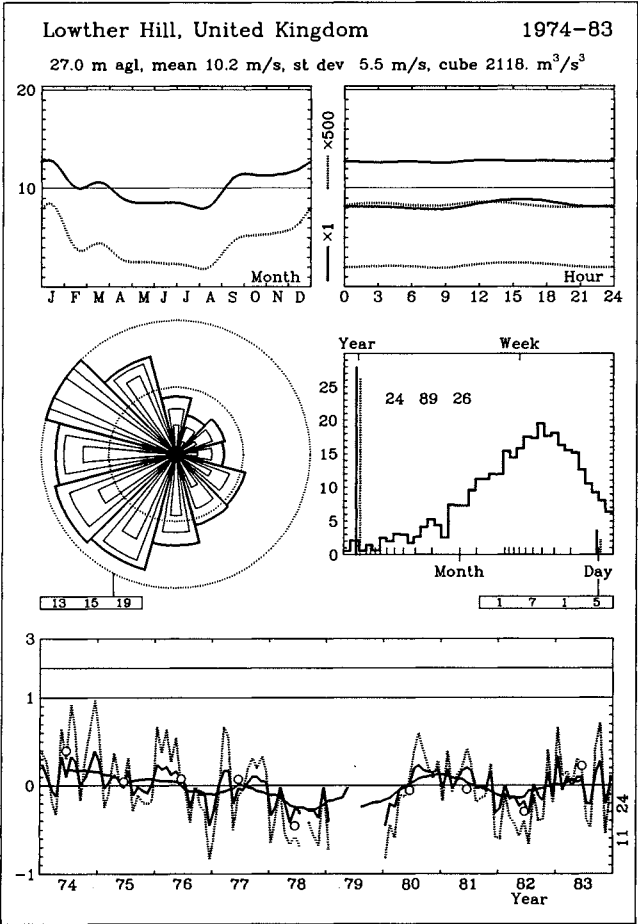 Lowther Hill, United Kingdom 1974–83
27.0 m agl, mean 10.2 m/s, st dev 5.5 m/s, cube 2118. m³/s³
20
10
Month
J F M A M J J A S O N D
×1 ×500
Hour
0 3 6 9 12 15 18 21 24
13 15 19
Year Week
25
20
15
10
5
0
24 89 26
Month Day
1 7 1 5
3
1
0
-1
74 75 76 77 78 79 80 81 82 83
Year
11 24